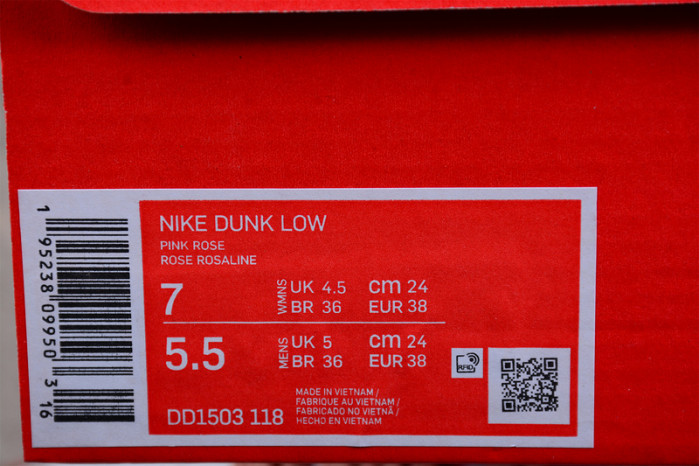 NIKE DUNK LOW
PINK ROSE
ROSE ROSALINE
7 WMNS UK 4.5 cm 24
BR 36 EUR 38
5.5 MENS UK 5 cm 24
BR 36 EUR 38
RFID
MADE IN VIETNAM /
FABRIQUE AU VIETNAM /
FABRICADO NO VIETNÃ /
HECHO EN VIETNAM
DD1503 118
1 95238 09950 3 16